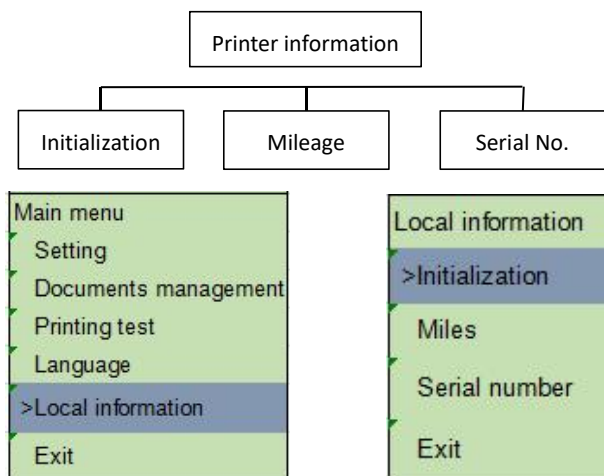 Printer information
Initialization
Mileage
Serial No.
Main menu
Setting
Documents management
Printing test
Language
>Local information
Exit
Local information
>Initialization
Miles
Serial number
Exit